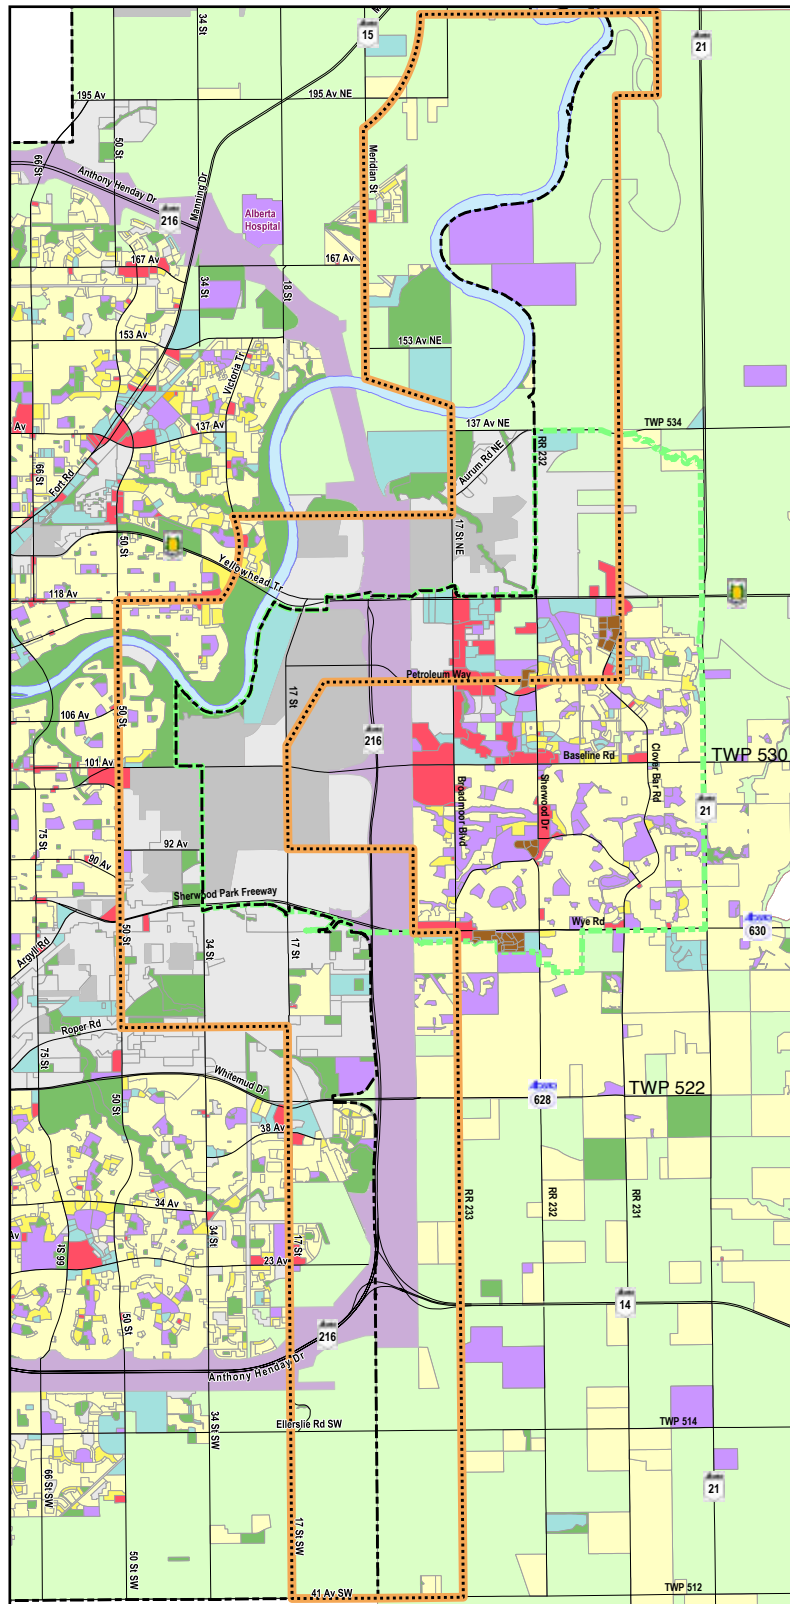 34 St
15
21
195 Av
195 Av NE
50 St
66 St
Manning Dr
Meridian St
Anthony Henday Dr
216
Alberta
Hospital
167 Av
167 Av
34 St
18 St
153 Av
153 Av NE
Victoria Tr
Av
137 Av
137 Av NE
TWP 534
RR 232
66 St
Fort Rd
Aurum Rd NE
50 St
17 St NE
Yellowhead Tr
118 Av
Petroleum Way
17 St
50 St
106 Av
216
101 Av
Baseline Rd
TWP 530
Clover Bar Rd
Broadmoor Blvd
Sherwood Dr
21
75 St
92 Av
90 Av
Sherwood Park Freeway
Wye Rd
630
Argyll Rd
50 St
34 St
17 St
Roper Rd
75 St
Whitemud Dr
TWP 522
628
50 St
38 Av
34 Av
RR 233
RR 232
RR 231
Av
66 St
34 St
17 St
23 Av
14
50 St
216
Anthony Henday Dr
34 St SW
Ellerslie Rd SW
TWP 514
66 St SW
21
17 St SW
50 St SW
41 Av SW
TWP 512